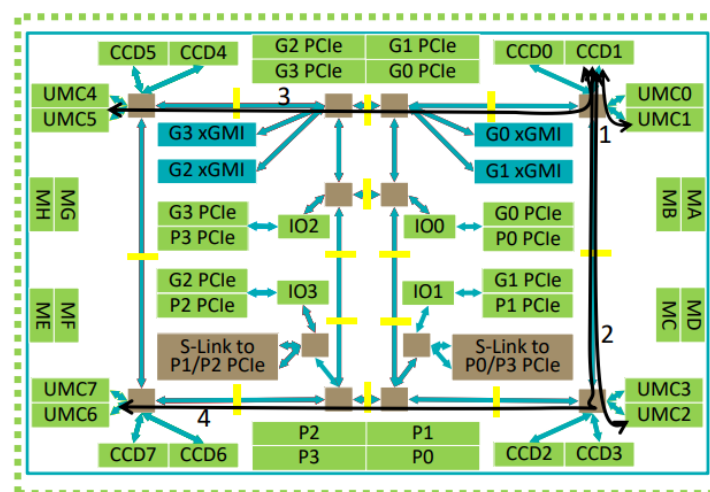 CCD5 CCD4
G2 PCIe G1 PCIe
G3 PCIe G0 PCIe
CCD0 CCD1
UMC4
UMC5
3
UMC0
UMC1
1
G3 xGMI
G2 xGMI
G0 xGMI
G1 xGMI
MH MG
MB MA
G3 PCIe
P3 PCIe
IO2
IO0
G0 PCIe
P0 PCIe
G2 PCIe
P2 PCIe
IO3
IO1
G1 PCIe
P1 PCIe
ME MF
MC MD
S-Link to
P1/P2 PCIe
S-Link to
P0/P3 PCIe
2
UMC7
UMC6
4
UMC3
UMC2
CCD7 CCD6
P2 P1
P3 P0
CCD2 CCD3